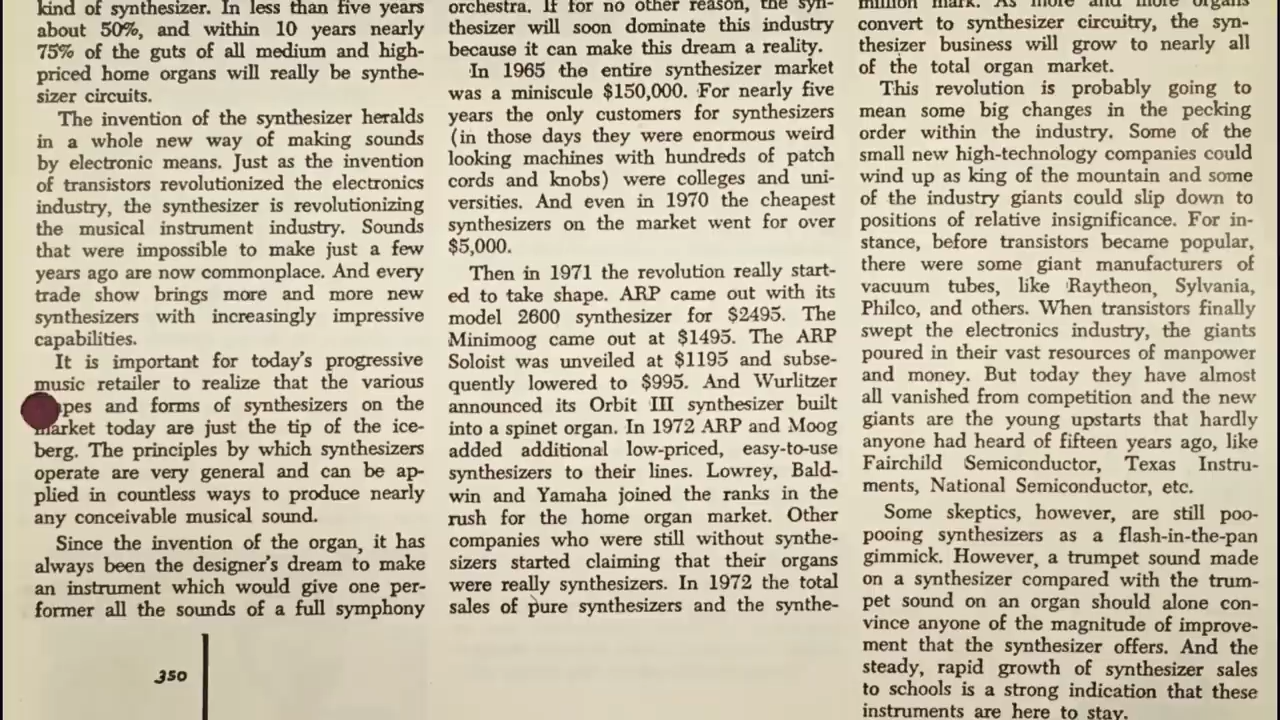 kind of synthesizer. In less than five years
about 50%, and within 10 years nearly
75% of the guts of all medium and high-
priced home organs will really be synthe-
sizer circuits.
The invention of the synthesizer heralds
in a whole new way of making sounds
by electronic means. Just as the invention
of transistors revolutionized the electronics
industry, the synthesizer is revolutionizing
the musical instrument industry. Sounds
that were impossible to make just a few
years ago are now commonplace. And every
trade show brings more and more new
synthesizers with increasingly impressive
capabilities.
It is important for today's progressive
music retailer to realize that the various
apes and forms of synthesizers on the
market today are just the tip of the ice-
berg. The principles by which synthesizers
operate are very general and can be ap-
plied in countless ways to produce nearly
any conceivable musical sound.
Since the invention of the organ, it has
always been the designer's dream to make
an instrument which would give one per-
former all the sounds of a full symphony
350
orchestra. If for no other reason, the syn-
thesizer will soon dominate this industry
because it can make this dream a reality.
In 1965 the entire synthesizer market
was a miniscule $150,000. For nearly five
years the only customers for synthesizers
(in those days they were enormous weird
looking machines with hundreds of patch
cords and knobs) were colleges and uni-
versities. And even in 1970 the cheapest
synthesizers on the market went for over
$5,000.
Then in 1971 the revolution really start-
ed to take shape. ARP came out with its
model 2600 synthesizer for $2495. The
Minimoog came out at $1495. The ARP
Soloist was unveiled at $1195 and subse-
quently lowered to $995. And Wurlitzer
announced its Orbit III synthesizer built
into a spinet organ. In 1972 ARP and Moog
added additional low-priced, easy-to-use
synthesizers to their lines. Lowrey, Bald-
win and Yamaha joined the ranks in the
rush for the home organ market. Other
companies who were still without synthe-
sizers started claiming that their organs
were really synthesizers. In 1972 the total
sales of pure synthesizers and the synthe-
million mark. As more and more organs
convert to synthesizer circuitry, the syn-
thesizer business will grow to nearly all
of the total organ market.
This revolution is probably going to
mean some big changes in the pecking
order within the industry. Some of the
small new high-technology companies could
wind up as king of the mountain and some
of the industry giants could slip down to
positions of relative insignificance. For in-
stance, before transistors became popular,
there were some giant manufacturers of
vacuum tubes, like Raytheon, Sylvania,
Philco, and others. When transistors finally
swept the electronics industry, the giants
poured in their vast resources of manpower
and money. But today they have almost
all vanished from competition and the new
giants are the young upstarts that hardly
anyone had heard of fifteen years ago, like
Fairchild Semiconductor, Texas Instru-
ments, National Semiconductor, etc.
Some skeptics, however, are still poo-
pooing synthesizers as a flash-in-the-pan
gimmick. However, a trumpet sound made
on a synthesizer compared with the trum-
pet sound on an organ should alone con-
vince anyone of the magnitude of improve-
ment that the synthesizer offers. And the
steady, rapid growth of synthesizer sales
to schools is a strong indication that these
instruments are here to stay.